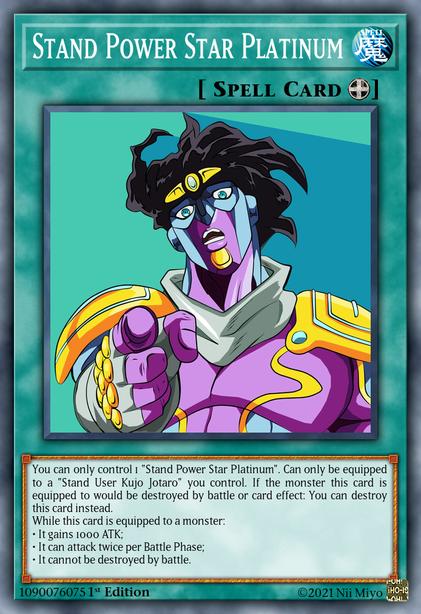 STAND POWER STAR PLATINUM
SPELL
魔
[ SPELL CARD ]
You can only control 1 "Stand Power Star Platinum". Can only be equipped
to a "Stand User Kujo Jotaro" you control. If the monster this card is
equipped to would be destroyed by battle or card effect: You can destroy
this card instead.
While this card is equipped to a monster:
• It gains 1000 ATK;
• It can attack twice per Battle Phase;
• It cannot be destroyed by battle.
1090076075 1st Edition
©2021 Nii Miyo